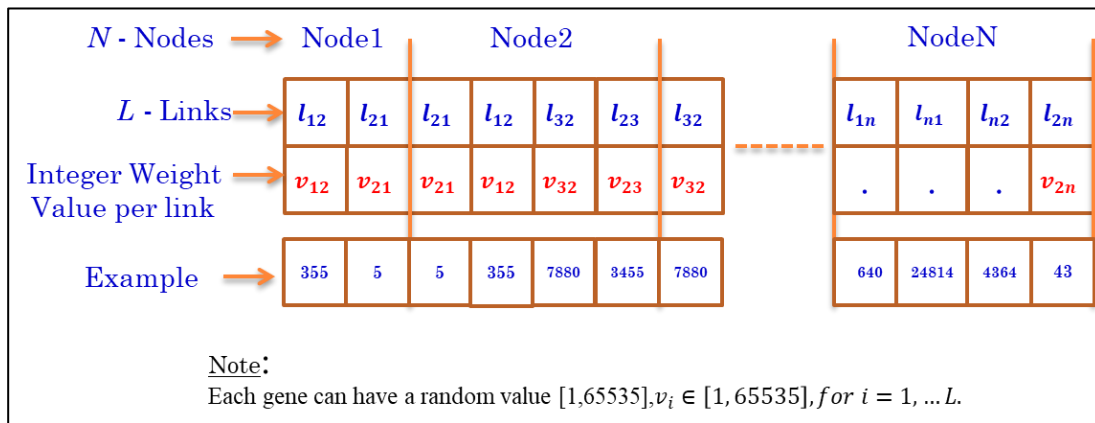 N - Nodes Node1 Node2 NodeN
L - Links l₁₂ l₂₁ l₂₁ l₁₂ l₃₂ l₂₃ l₃₂ l₁ₙ lₙ₁ lₙ₂ l₂ₙ
Integer Weight
Value per link v₁₂ v₂₁ v₂₁ v₁₂ v₃₂ v₂₃ v₃₂ . . . v₂ₙ
Example 355 5 5 355 7880 3455 7880 640 24814 4364 43
Note:
Each gene can have a random value [1,65535],vᵢ ∈ [1, 65535], for i = 1, … L.